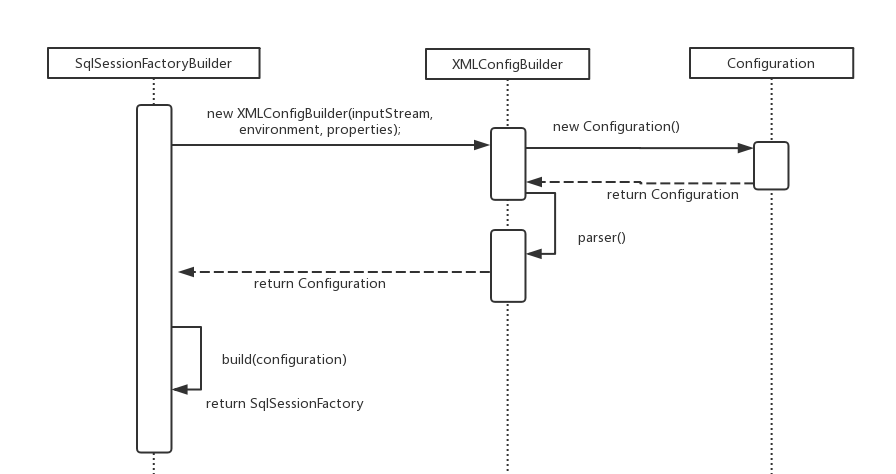 SqlSessionFactoryBuilder
XMLConfigBuilder
Configuration
new XMLConfigBuilder(inputStream,
environment, properties);
new Configuration()
return Configuration
parser()
return Configuration
build(configuration)
return SqlSessionFactory